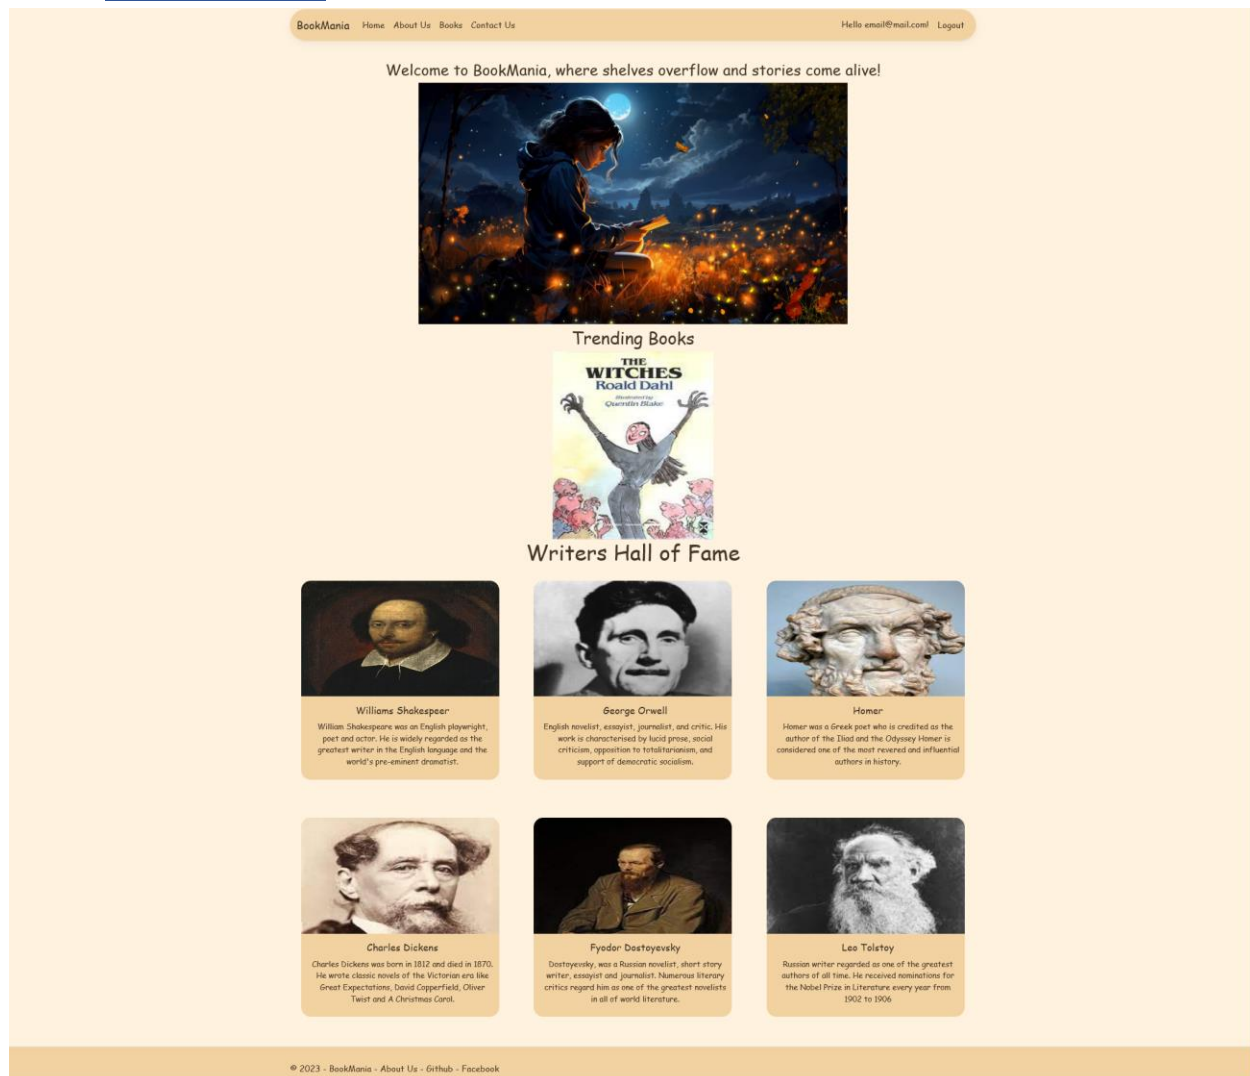 BookMania Home About Us Books Contact Us Hello email@mail.com! Logout
Welcome to BookMania, where shelves overflow and stories come alive!
Trending Books
THE
WITCHES
Roald Dahl
Illustrated by
Quentin Blake
Writers Hall of Fame
Williams Shakespeer
William Shakespeare was an English playwright,
poet and actor. He is widely regarded as the
greatest writer in the English language and the
world's pre-eminent dramatist.
George Orwell
English novelist, essayist, journalist, and critic. His
work is characterised by lucid prose, social
criticism, opposition to totalitarianism, and
support of democratic socialism.
Homer
Homer was a Greek poet who is credited as the
author of the Iliad and the Odyssey Homer is
considered one of the most revered and influential
authors in history.
Charles Dickens
Charles Dickens was born in 1812 and died in 1870.
He wrote classic novels of the Victorian era like
Great Expectations, David Copperfield, Oliver
Twist and A Christmas Carol.
Fyodor Dostoyevsky
Dostoyevsky, was a Russian novelist, short story
writer, essayist and journalist. Numerous literary
critics regard him as one of the greatest novelists
in all of world literature.
Leo Tolstoy
Russian writer regarded as one of the greatest
authors of all time. He received nominations for
the Nobel Prize in Literature every year from
1902 to 1906
© 2023 - BookMania - About Us - Github - Facebook